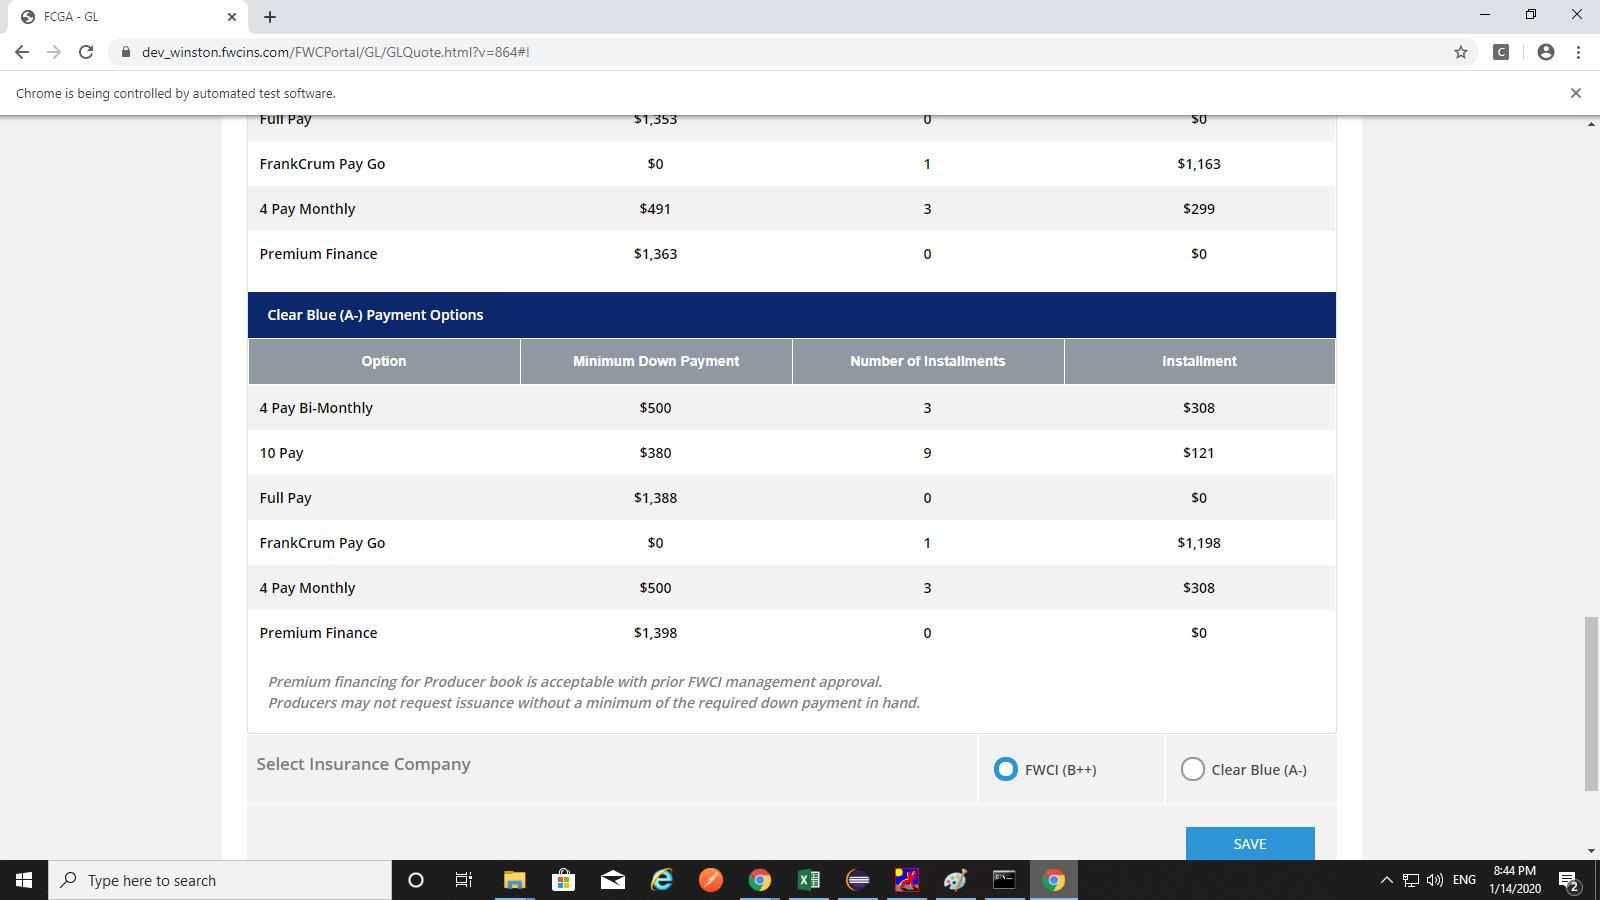 FCGA - GL
dev_winston.fwcins.com/FWCPortal/GL/GLQuote.html?v=864#!
C
Chrome is being controlled by automated test software.
Full Pay $1,353 0 $0
FrankCrum Pay Go $0 1 $1,163
4 Pay Monthly $491 3 $299
Premium Finance $1,363 0 $0
Clear Blue (A-) Payment Options
Option Minimum Down Payment Number of Installments Installment
4 Pay Bi-Monthly $500 3 $308
10 Pay $380 9 $121
Full Pay $1,388 0 $0
FrankCrum Pay Go $0 1 $1,198
4 Pay Monthly $500 3 $308
Premium Finance $1,398 0 $0
Premium financing for Producer book is acceptable with prior FWCI management approval.
Producers may not request issuance without a minimum of the required down payment in hand.
Select Insurance Company FWCI (B++) Clear Blue (A-)
SAVE
Type here to search ENG 8:44 PM
1/14/2020 2